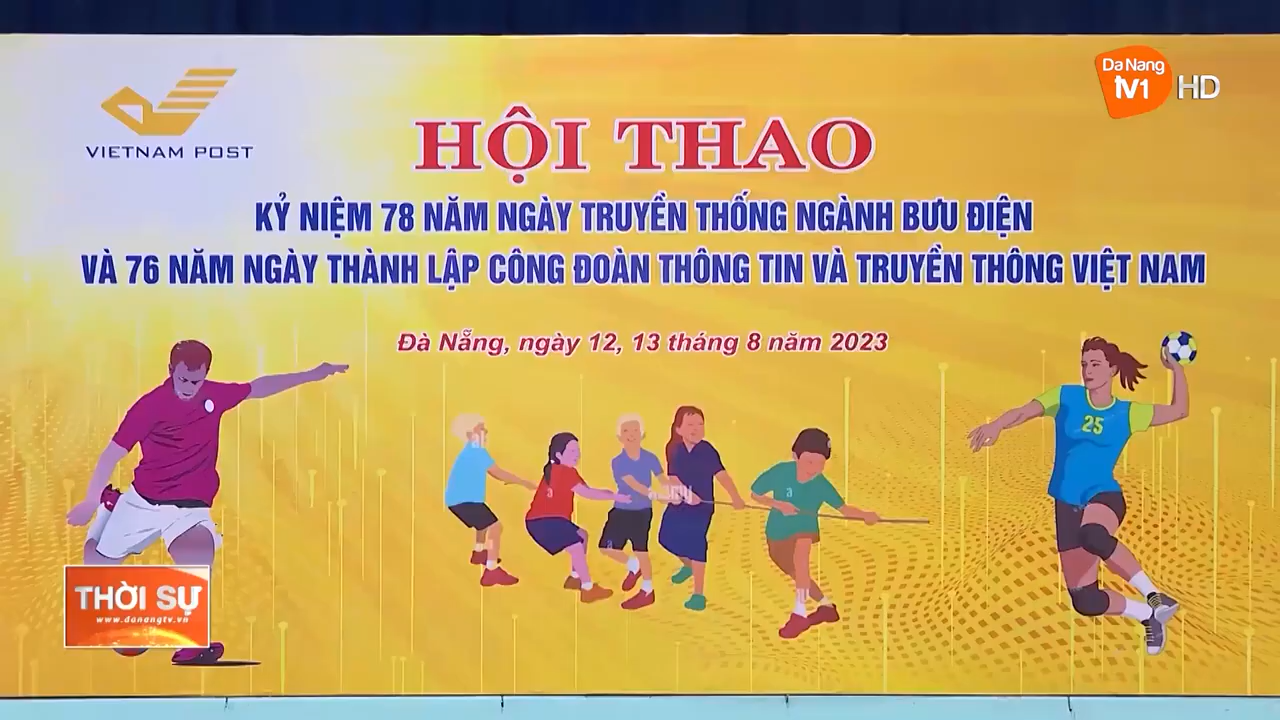 Da Nang
TV1 HD
VIETNAM POST
HỘI THAO
KỶ NIỆM 78 NĂM NGÀY TRUYỀN THỐNG NGÀNH BƯU ĐIỆN
VÀ 76 NĂM NGÀY THÀNH LẬP CÔNG ĐOÀN THÔNG TIN VÀ TRUYỀN THÔNG VIỆT NAM
Đà Nẵng, ngày 12, 13 tháng 8 năm 2023
25
THỜI SỰ
www.danangtv.vn